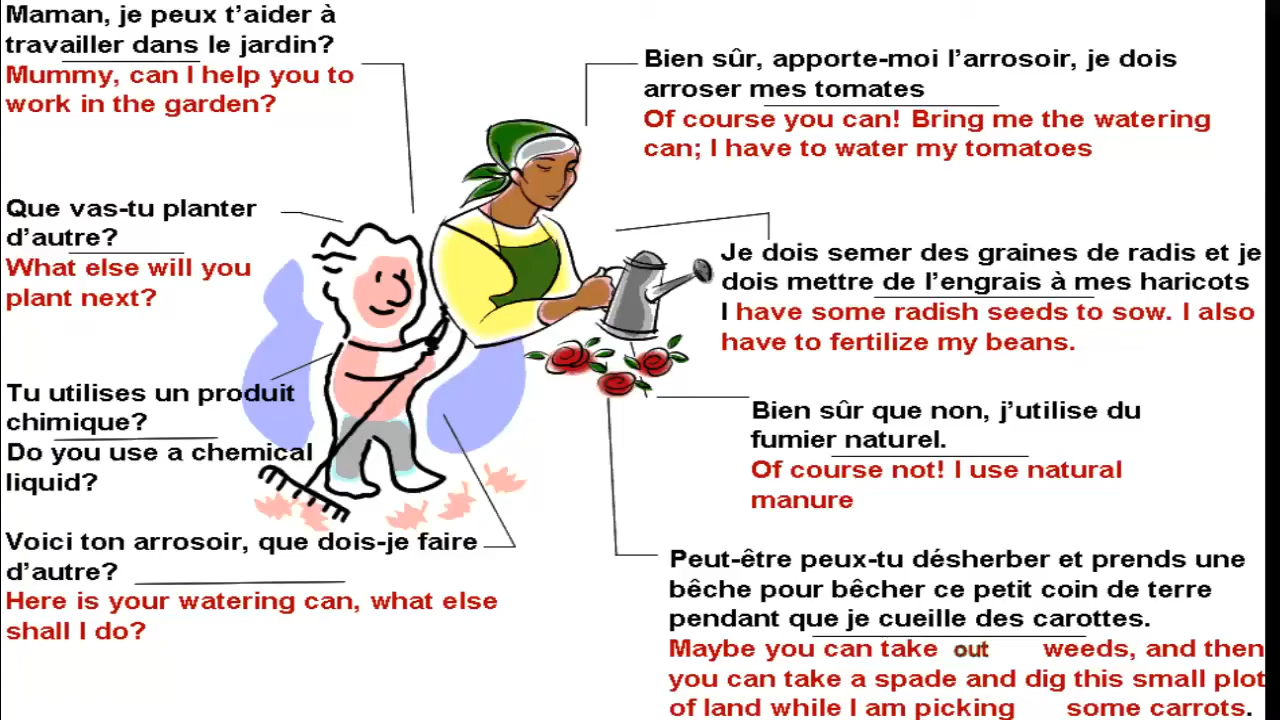 Maman, je peux t’aider à
travailler dans le jardin?
Mummy, can I help you to
work in the garden?
Bien sûr, apporte-moi l’arrosoir, je dois
arroser mes tomates
Of course you can! Bring me the watering
can; I have to water my tomatoes
Que vas-tu planter
d’autre?
What else will you
plant next?
Je dois semer des graines de radis et je
dois mettre de l’engrais à mes haricots
I have some radish seeds to sow. I also
have to fertilize my beans.
Tu utilises un produit
chimique?
Do you use a chemical
liquid?
Bien sûr que non, j’utilise du
fumier naturel.
Of course not! I use natural
manure
Voici ton arrosoir, que dois-je faire
d’autre?
Here is your watering can, what else
shall I do?
Peut-être peux-tu désherber et prends une
bêche pour bêcher ce petit coin de terre
pendant que je cueille des carottes.
Maybe you can take out weeds, and then
you can take a spade and dig this small plot
of land while I am picking some carrots.